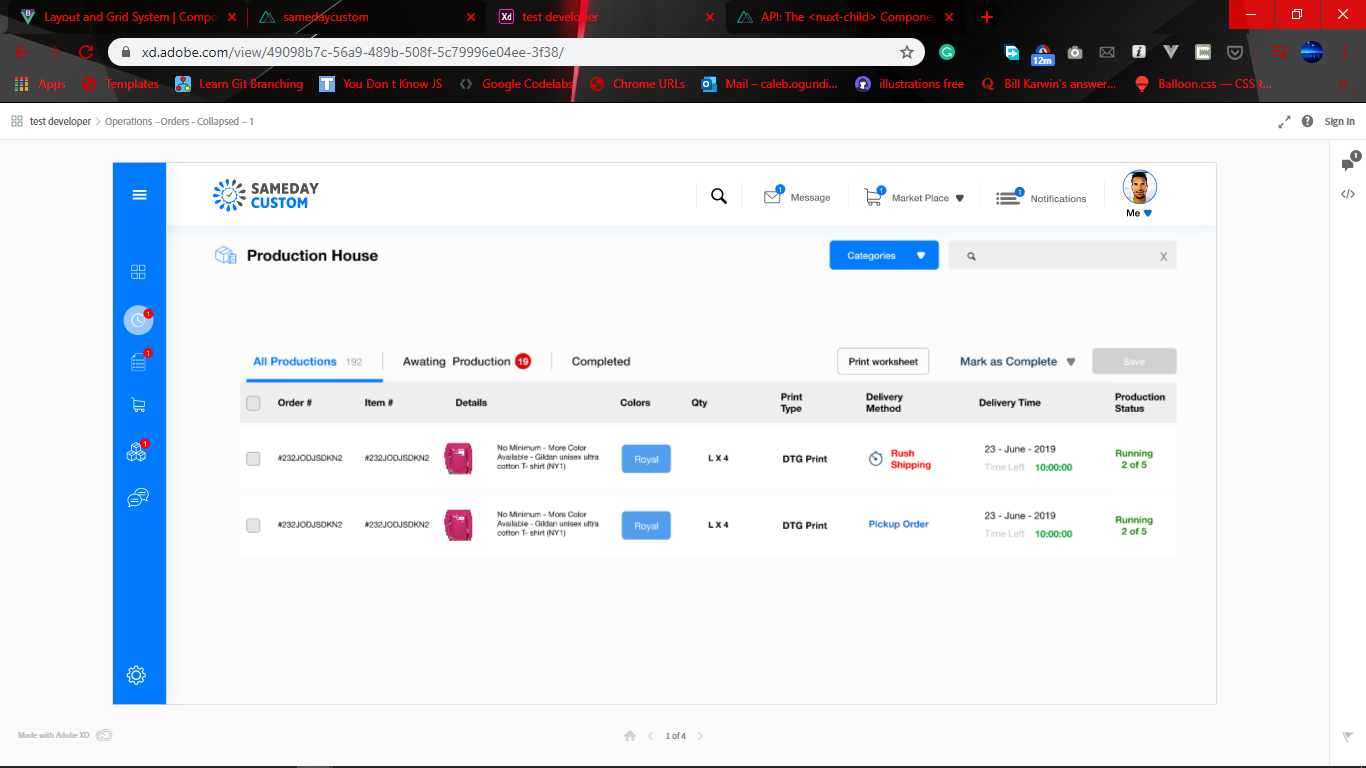 Layout and Grid System | Compo
samedaycustom
Xd test developer
API: The <nuxt-child> Componen
xd.adobe.com/view/49098b7c-56a9-489b-508f-5c79996e04ee-3f38/
12m
Apps
Templates
Learn Git Branching
You Don t Know JS
Google Codelabs
Chrome URLs
Mail – caleb.ogundi...
illustrations free
Bill Karwin's answer...
Balloon.css — CSS t...
test developer > Operations –Orders - Collapsed – 1
Sign In
1
SAMEDAY
CUSTOM
1
Message
1
Market Place
1
Notifications
Me
Production House
Categories
X
1
1
1
All Productions 192
Awating Production 19
Completed
Print worksheet
Mark as Complete
Save
Order #
Item #
Details
Colors
Qty
Print
Type
Delivery
Method
Delivery Time
Production
Status
#232JODJSDKN2
#232JODJSDKN2
No Minimum - More Color
Available - Gildan unisex ultra
cotton T- shirt (NY1)
Royal
L X 4
DTG Print
Rush
Shipping
23 - June - 2019
Time Left 10:00:00
Running
2 of 5
#232JODJSDKN2
#232JODJSDKN2
No Minimum - More Color
Available - Gildan unisex ultra
cotton T- shirt (NY1)
Royal
L X 4
DTG Print
Pickup Order
23 - June - 2019
Time Left 10:00:00
Running
2 of 5
Made with Adobe XD
1 of 4